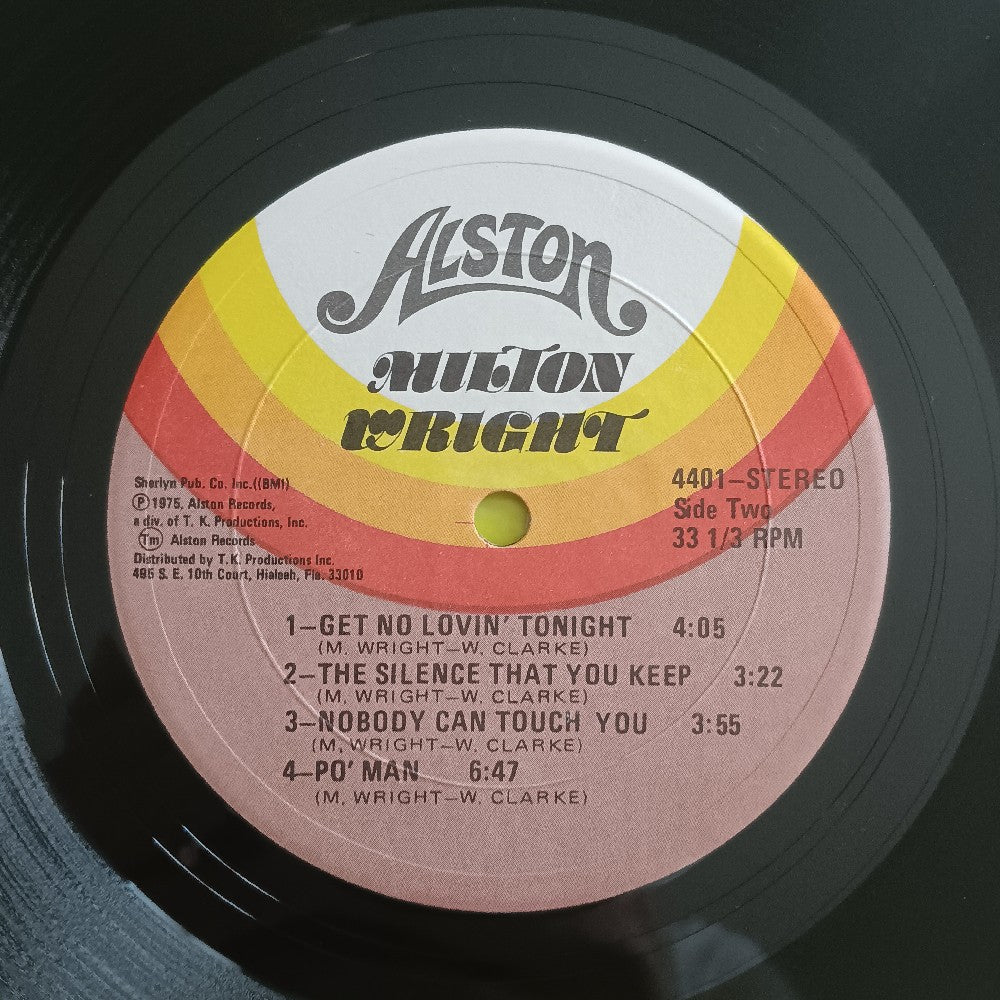 ALSTON
MILTON
WRIGHT
Sherlyn Pub. Co. Inc.((BMI)
Ⓟ1975, Alston Records,
a div. of T. K. Productions, Inc.
Tm Alston Records
Distributed by T.K. Productions Inc.
495 S. E. 10th Court, Hialeah, Fla. 33010
4401—STEREO
Side Two
33 1/3 RPM
1—GET NO LOVIN' TONIGHT 4:05
(M. WRIGHT—W. CLARKE)
2—THE SILENCE THAT YOU KEEP 3:22
(M. WRIGHT—W. CLARKE)
3—NOBODY CAN TOUCH YOU 3:55
(M. WRIGHT—W. CLARKE)
4—PO' MAN 6:47
(M. WRIGHT—W. CLARKE)